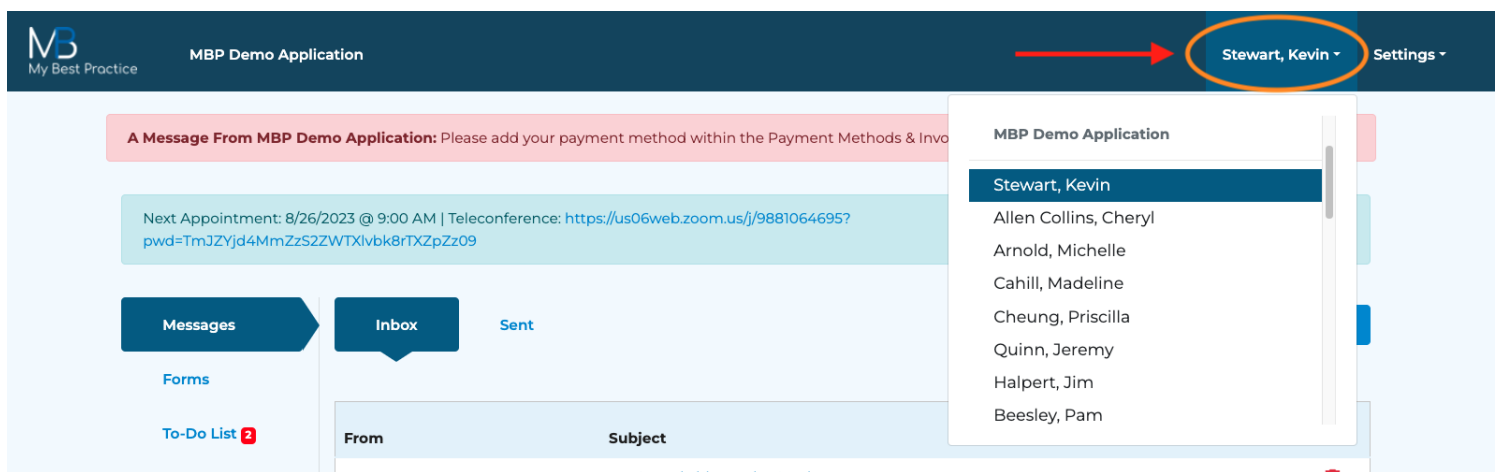 MB
My Best Practice
MBP Demo Application
Stewart, Kevin
Settings
A Message From MBP Demo Application: Please add your payment method within the Payment Methods & Invo
Next Appointment: 8/26/2023 @ 9:00 AM | Teleconference: https://us06web.zoom.us/j/9881064695?
pwd=TmJZYjd4MmZzS2ZWTXlvbk8rTXZpZz09
MBP Demo Application
Stewart, Kevin
Allen Collins, Cheryl
Arnold, Michelle
Cahill, Madeline
Cheung, Priscilla
Quinn, Jeremy
Halpert, Jim
Beesley, Pam
Messages
Inbox
Sent
Forms
To-Do List 2
From
Subject